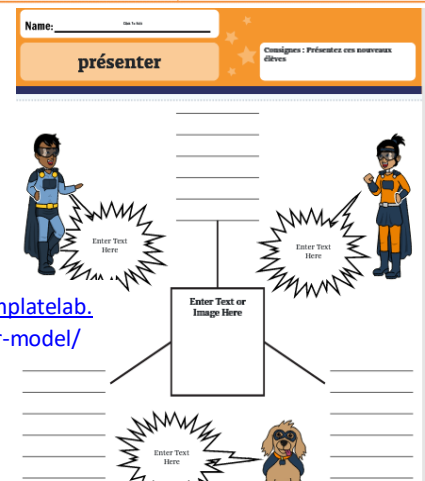 Name:
Click To Edit
présenter
Consignes : Présentez ces nouveaux
élèves
Enter Text
Here
Enter Text
Here
mplatelab.
r-model/
Enter Text or
Image Here
Enter Text
Here